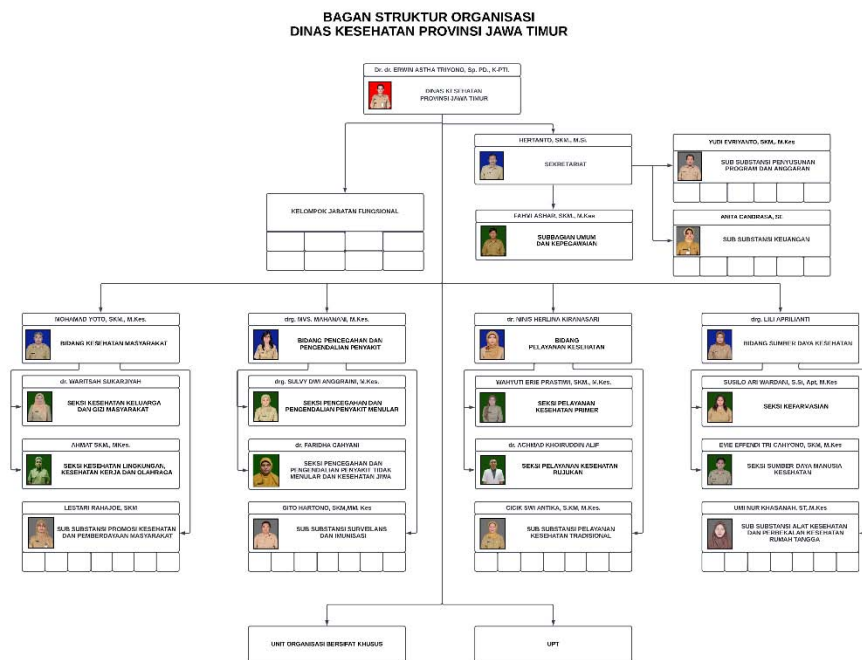 BAGAN STRUKTUR ORGANISASI
DINAS KESEHATAN PROVINSI JAWA TIMUR
Dr. dr. ERWIN ASTHA TRIYONO, Sp. PD., K-PTI.
DINAS KESEHATAN
PROVINSI JAWA TIMUR
HERTANTO, SKM., M.Si.
SEKRETARIAT
YUDI EVRIYANTO, SKM., M.Kes
SUB SUBSTANSI PENYUSUNAN
PROGRAM DAN ANGGARAN
KELOMPOK JABATAN FUNGSIONAL
FAHMI ASHAR, SKM., M.Kes
SUBBAGIAN UMUM
DAN KEPEGAWAIAN
ANITA CANDRASA, SE.
SUB SUBSTANSI KEUANGAN
MOHAMAD YOTO, SKM., M.Kes.
BIDANG KESEHATAN MASYARAKAT
drg. MVS. MAHANANI, M.Kes.
BIDANG PENCEGAHAN DAN
PENGENDALIAN PENYAKIT
dr. NINIS HERLINA KIRANASARI
BIDANG
PELAYANAN KESEHATAN
drg. LILI APRILIANTI
BIDANG SUMBER DAYA KESEHATAN
dr. WARITSAH SUKARJIYAH
SEKSI KESEHATAN KELUARGA
DAN GIZI MASYARAKAT
drg. SULVY DWI ANGGRAINI, M.Kes.
SEKSI PENCEGAHAN DAN
PENGENDALIAN PENYAKIT MENULAR
WAHYUTI ERIE PRASTIWI, SKM., M.Kes.
SEKSI PELAYANAN
KESEHATAN PRIMER
SUSILO ARI WARDANI, S.Si, Apt, M.Kes
SEKSI KEFARMASIAN
AHMAT SKM., MKes.
SEKSI KESEHATAN LINGKUNGAN,
KESEHATAN KERJA DAN OLAHRAGA
dr. FARIDHA CAHYANI
SEKSI PENCEGAHAN DAN
PENGENDALIAN PENYAKIT TIDAK
MENULAR DAN KESEHATAN JIWA
dr. ACHMAD KHOIRUDDIN ALIF
SEKSI PELAYANAN KESEHATAN
RUJUKAN
EVIE EFFENDI TRI CAHYONO, SKM, M.Kes
SEKSI SUMBER DAYA MANUSIA
KESEHATAN
LESTARI RAHAJOE, SKM
SUB SUBSTANSI PROMOSI KESEHATAN
DAN PEMBERDAYAAN MASYARAKAT
GITO HARTONO, SKM,MM. Kes
SUB SUBSTANSI SURVEILANS
DAN IMUNISASI
CICIK SWI ANTIKA, S.KM, M.Kes.
SUB SUBSTANSI PELAYANAN
KESEHATAN TRADISIONAL
UMI NUR KHASANAH. ST,M.Kes
SUB SUBSTANSI ALAT KESEHATAN
DAN PERBEKALAN KESEHATAN
RUMAH TANGGA
UNIT ORGANISASI BERSIFAT KHUSUS
UPT